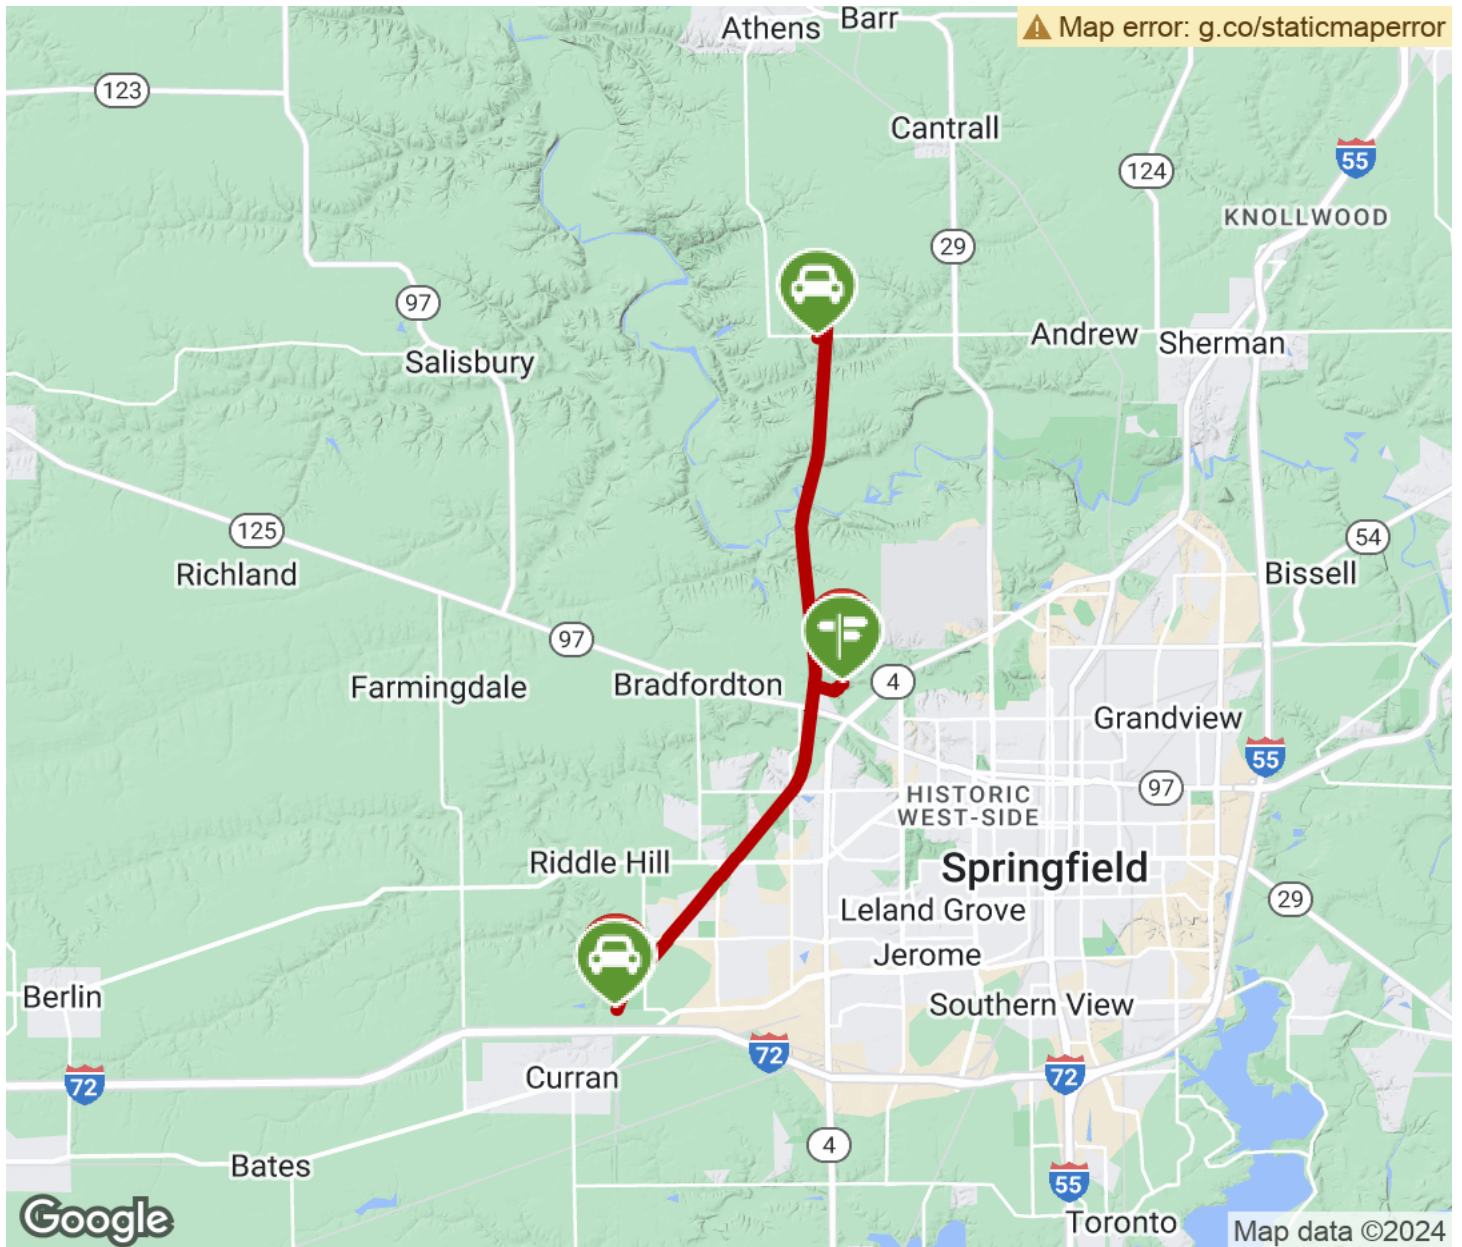 Athens
Barr
Map error: g.co/staticmaperror
123
Cantrall
55
124
KNOLLWOOD
29
97
Andrew
Sherman
Salisbury
125
54
Richland
Bissell
97
Farmingdale
Bradfordton
4
Grandview
55
97
HISTORIC
WEST-SIDE
Riddle Hill
Springfield
29
Leland Grove
Jerome
Berlin
Southern View
72
72
72
Curran
4
Bates
55
Google
Toronto
Map data ©2024